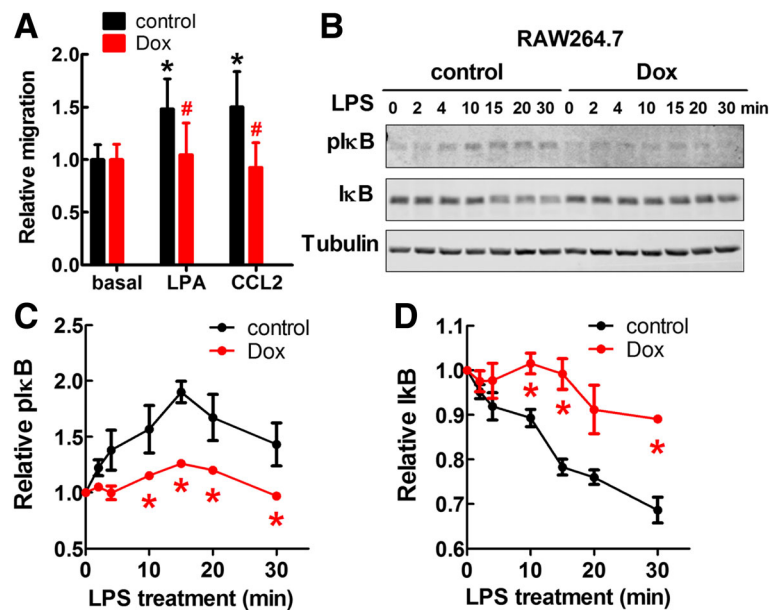 A
control
Dox
Relative migration
2.0
1.5
1.0
0.5
0.0
*
#
*
#
basal LPA CCL2
B
RAW264.7
control Dox
LPS 0 2 4 10 15 20 30 0 2 4 10 15 20 30 min
pIκB
IκB
Tubulin
C
control
Dox
Relative pIκB
2.5
2.0
1.5
1.0
0.5
* * * *
0 10 20 30
LPS treatment (min)
D
control
Dox
Relative IkB
1.1
1.0
0.9
0.8
0.7
0.6
* * *
0 10 20 30
LPS treatment (min)